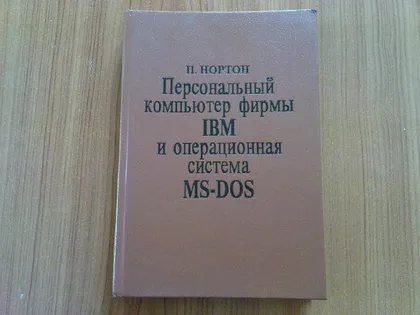 П. НОРТОН
Персональный
компьютер фирмы
IBM
и операционная
система
MS-DOS